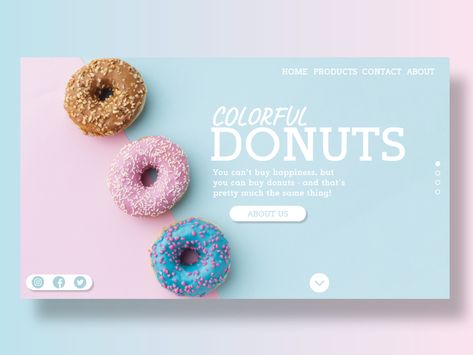 HOME PRODUCTS CONTACT ABOUT
COLORFUL
DONUTS
You can't buy happiness, but
you can buy donuts - and that's
pretty much the same thing!
ABOUT US